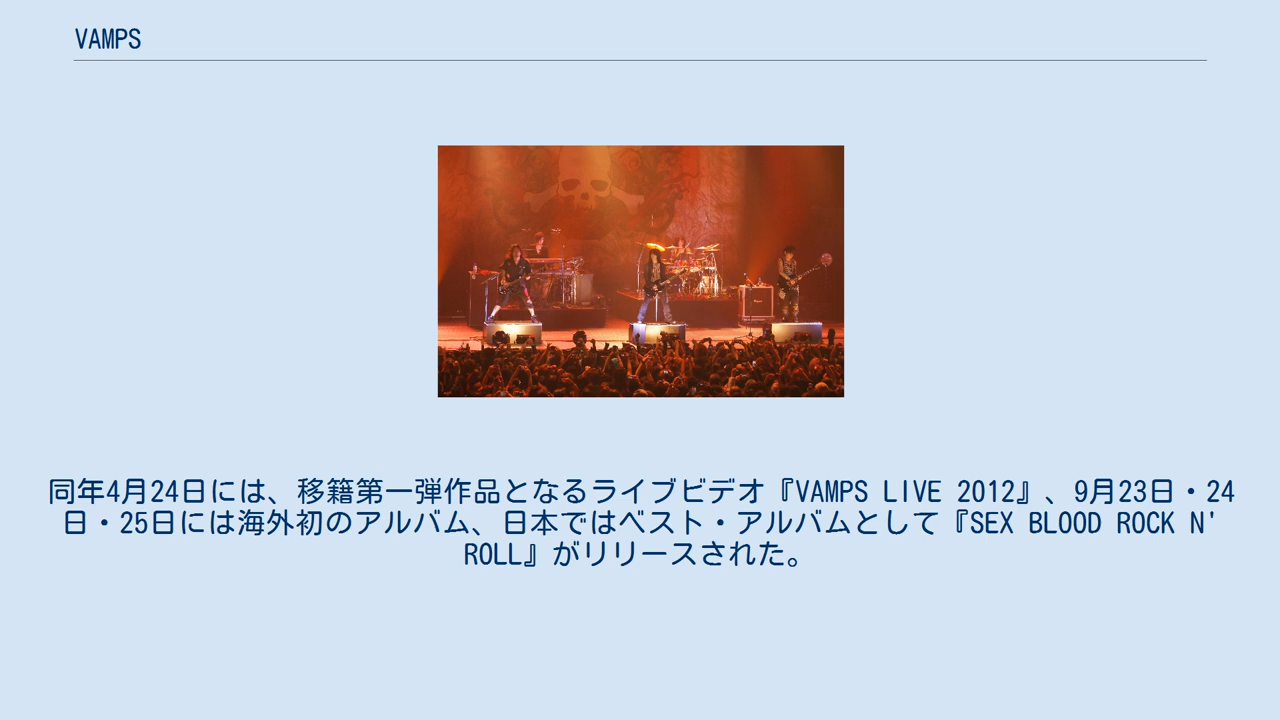 VAMPS
同年4月24日には、移籍第一弾作品となるライブビデオ『VAMPS LIVE 2012』、9月23日・24
日・25日には海外初のアルバム、日本ではベスト・アルバムとして『SEX BLOOD ROCK N'
ROLL』がリリースされた。